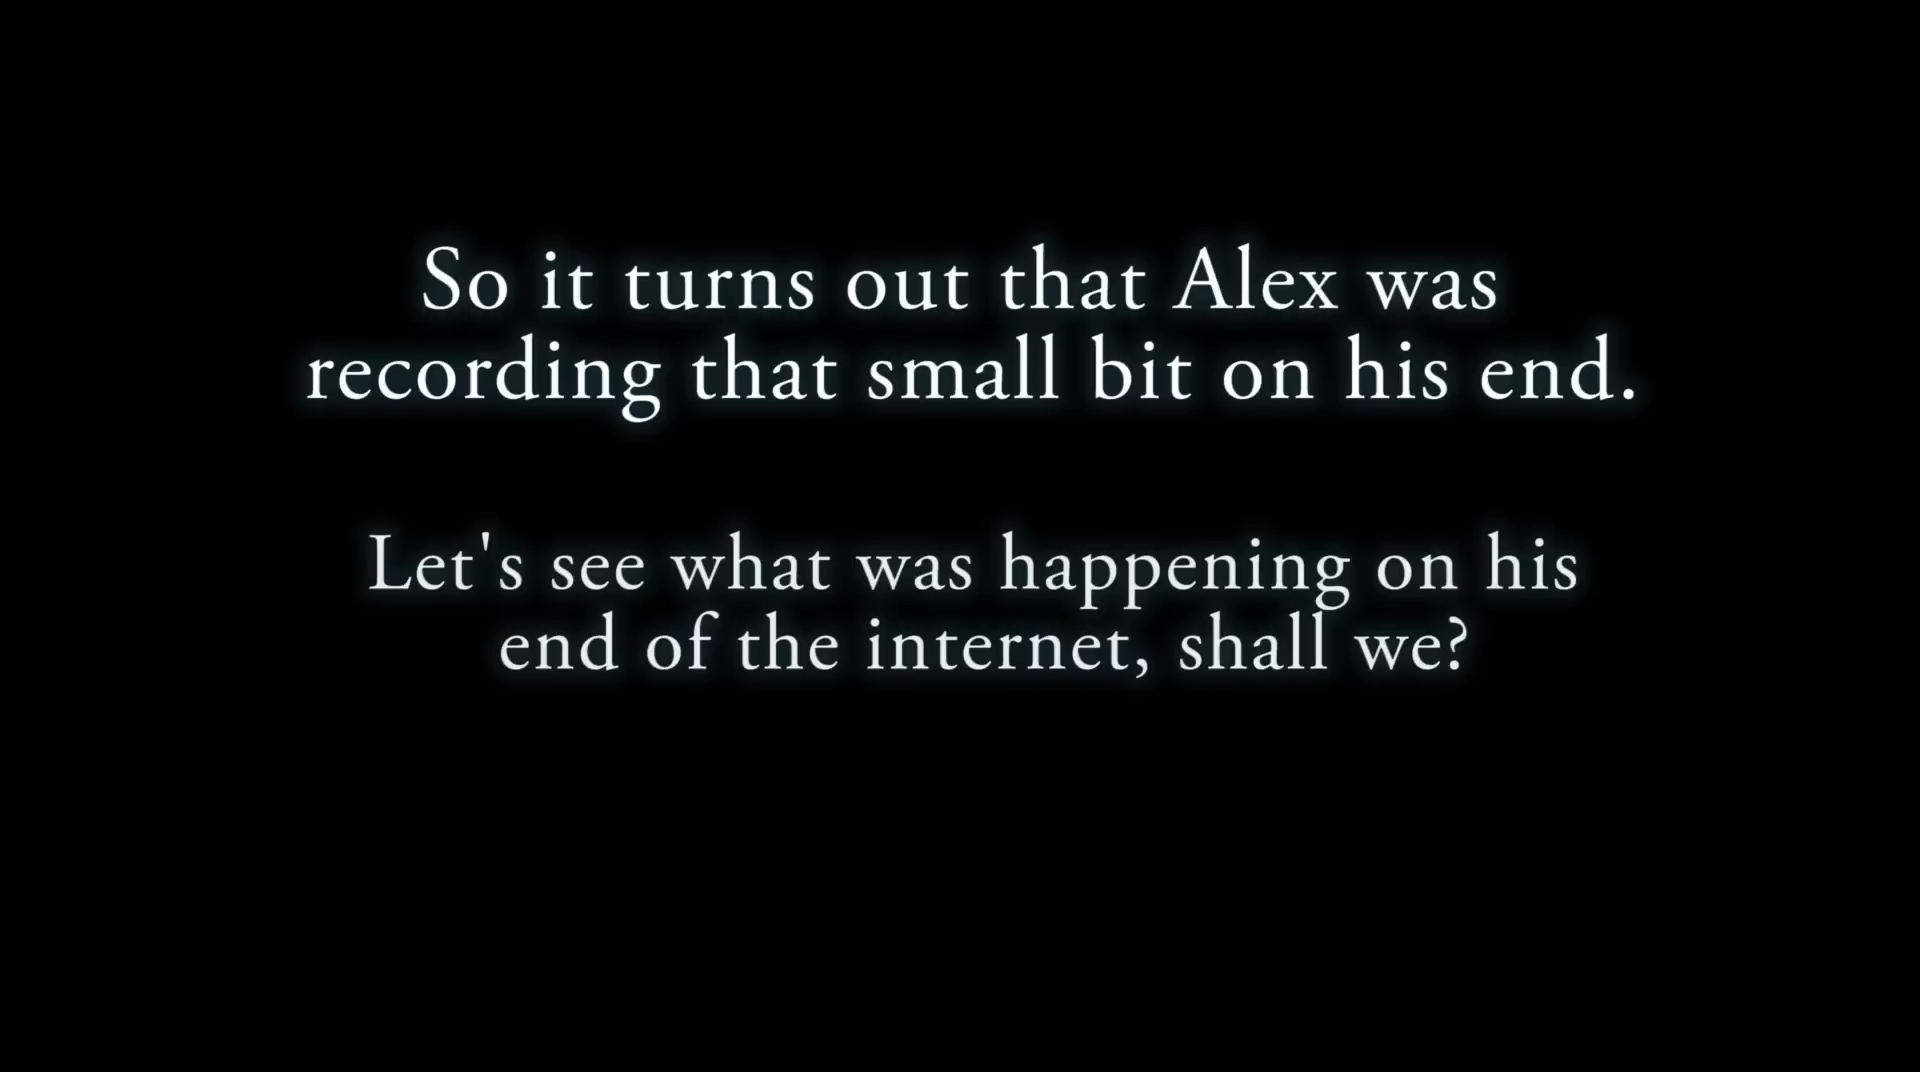 So it turns out that Alex was
recording that small bit on his end.
Let's see what was happening on his
end of the internet, shall we?